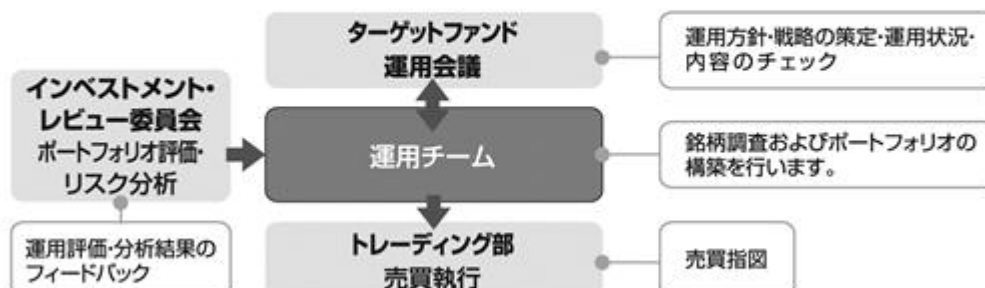 ターゲットファンド
運用会議
運用方針・戦略の策定・運用状況・
内容のチェック
インベストメント・
レビュー委員会
ポートフォリオ評価・
リスク分析
運用チーム
銘柄調査およびポートフォリオの
構築を行います。
運用評価・分析結果の
フィードバック
トレーディング部
売買執行
売買指図